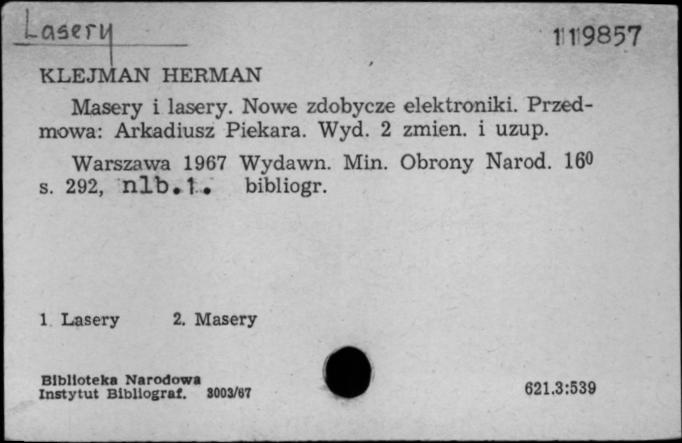 Lasery
1119857
KLEJMAN HERMAN
Masery i lasery. Nowe zdobycze elektroniki. Przed-
mowa: Arkadiusz Piekara. Wyd. 2 zmien. i uzup.
Warszawa 1967 Wydawn. Min. Obrony Narod. 16⁰
s. 292, nlb.1. bibliogr.
1 Lasery 2. Masery
Biblioteka Narodowa
Instytut Bibliograf. 3003/67
621.3:539